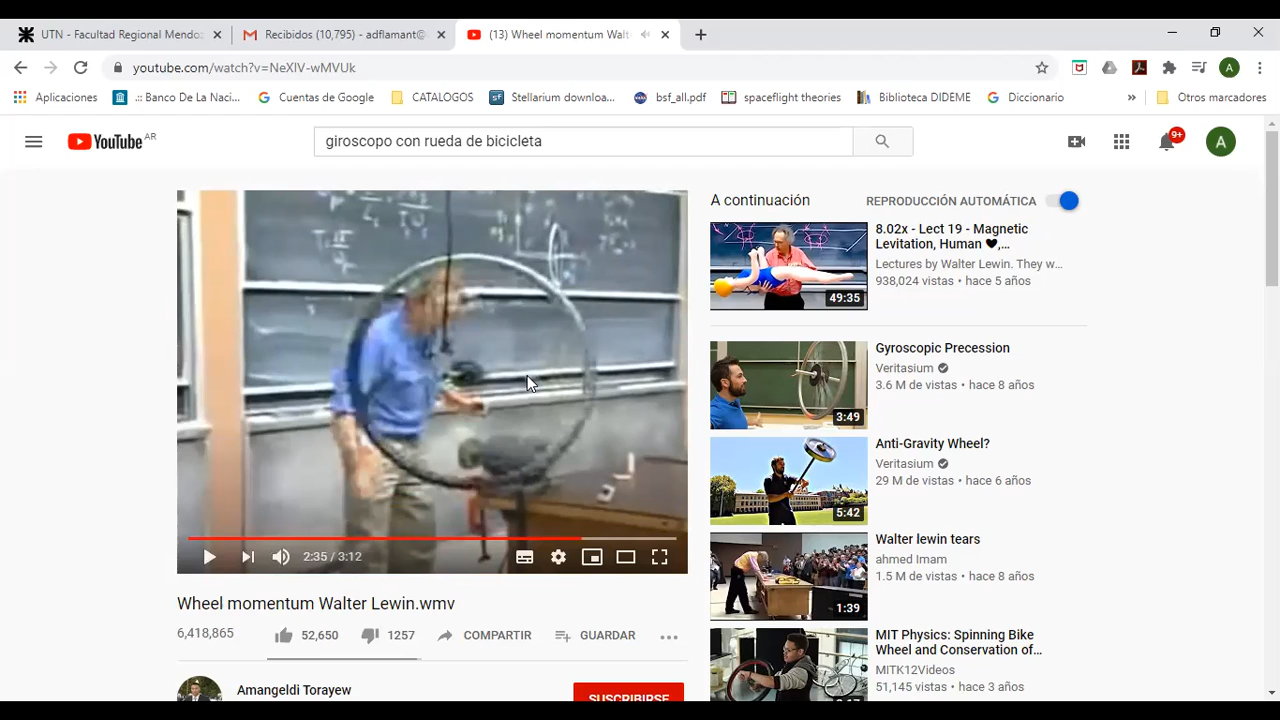 UTN - Facultad Regional Mendoz
Recibidos (10,795) - adflamant@
(13) Wheel momentum Walt
youtube.com/watch?v=NeXIV-wMVUk
Aplicaciones
.:: Banco De La Naci...
Cuentas de Google
CATALOGOS
Stellarium downloa...
bsf_all.pdf
spaceflight theories
Biblioteca DIDEME
Diccionario
Otros marcadores
YouTube AR
giroscopo con rueda de bicicleta
9+
A
A continuación
REPRODUCCIÓN AUTOMÁTICA
8.02x - Lect 19 - Magnetic
Levitation, Human 🖤,...
Lectures by Walter Lewin. They w...
938,024 vistas • hace 5 años
49:35
Gyroscopic Precession
Veritasium
3.6 M de vistas • hace 8 años
3:49
Anti-Gravity Wheel?
Veritasium
29 M de vistas • hace 6 años
5:42
Walter lewin tears
ahmed Imam
1.5 M de vistas • hace 8 años
1:39
MIT Physics: Spinning Bike
Wheel and Conservation of...
MITK12Videos
51,145 vistas • hace 3 años
2:35 / 3:12
Wheel momentum Walter Lewin.wmv
6,418,865
52,650
1257
COMPARTIR
GUARDAR
Amangeldi Torayew
SUSCRIBIRSE